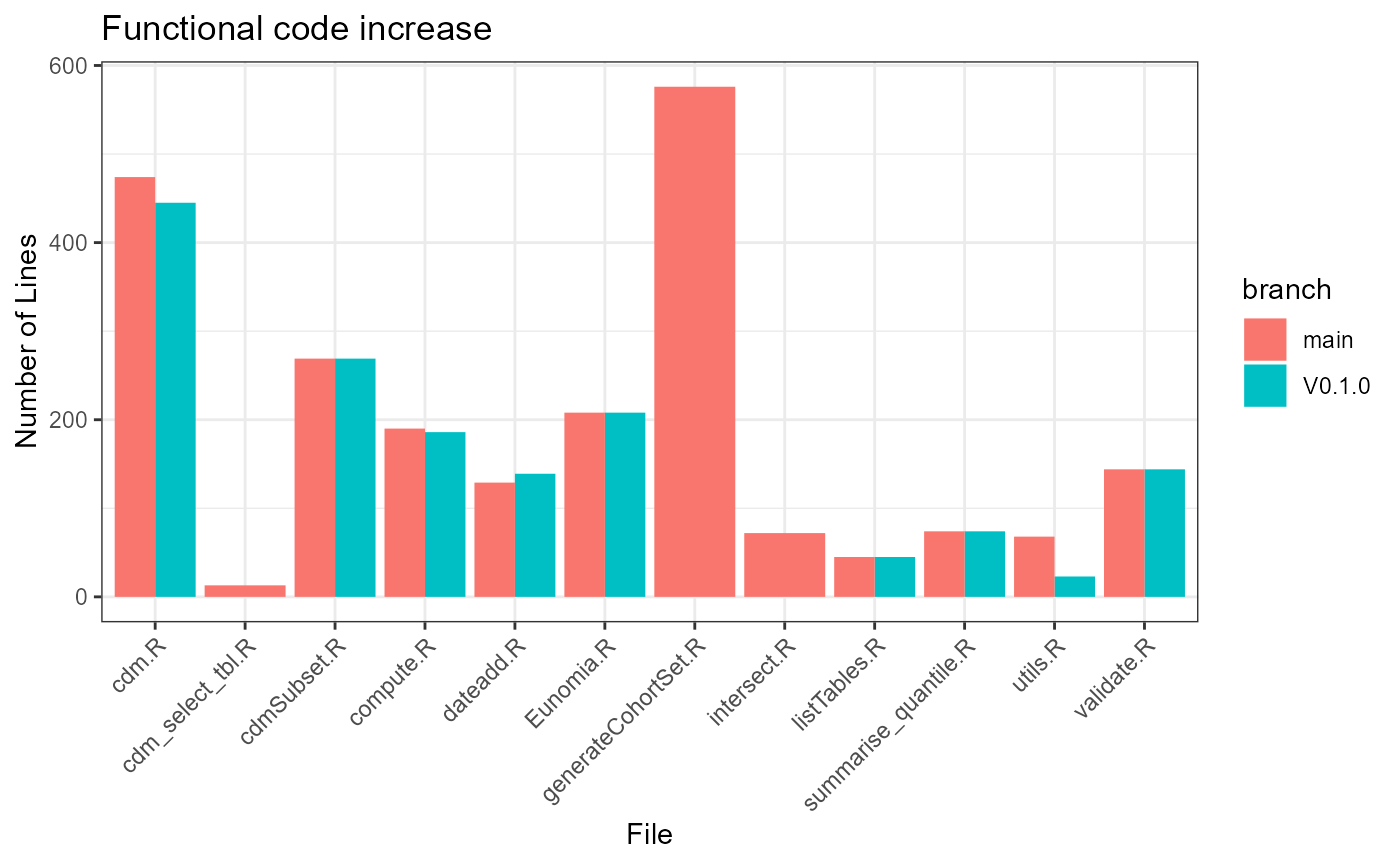 Functional code increase
Number of Lines
600
400
200
0
cdm.R
cdm_select_tbl.R
cdmSubset.R
compute.R
dateadd.R
Eunomia.R
generateCohortSet.R
intersect.R
listTables.R
summarise_quantile.R
utils.R
validate.R
File
branch
main
V0.1.0